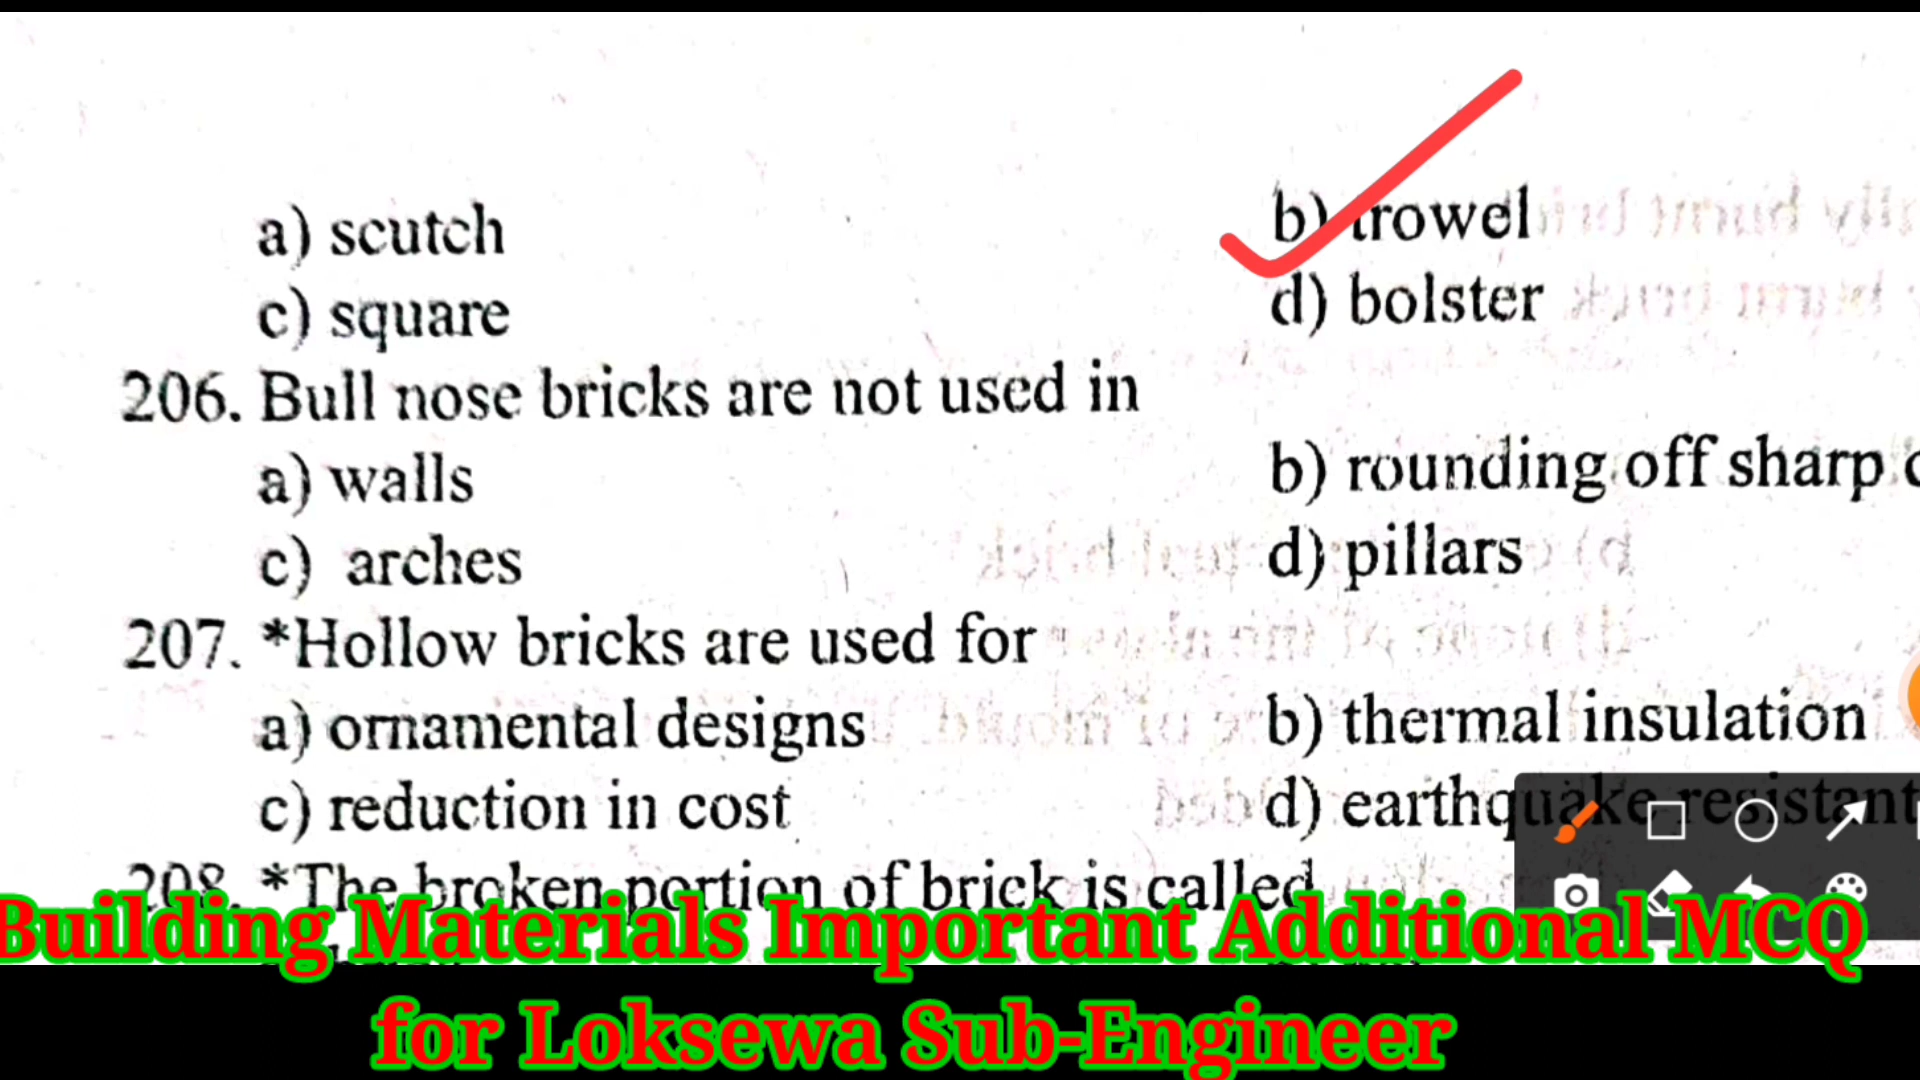 a) scutch
b) trowel
c) square
d) bolster
206. Bull nose bricks are not used in
a) walls
b) rounding off sharp
c) arches
d) pillars
207. *Hollow bricks are used for
a) ornamental designs
b) thermal insulation
c) reduction in cost
d) earthquake resistant
208. *The broken portion of brick is called
Building Materials Important Additional MCQ
for Loksewa Sub-Engineer